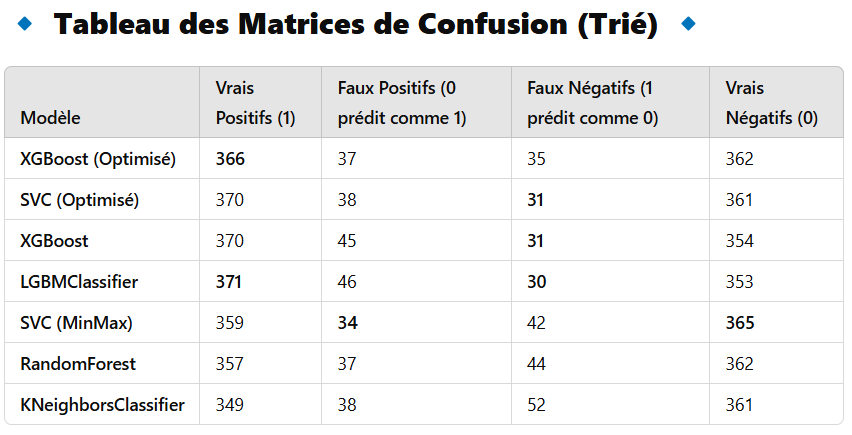 Tableau des Matrices de Confusion (Trié)
Modèle Vrais Positifs (1) Faux Positifs (0 prédit comme 1) Faux Négatifs (1 prédit comme 0) Vrais Négatifs (0)
XGBoost (Optimisé) 366 37 35 362
SVC (Optimisé) 370 38 31 361
XGBoost 370 45 31 354
LGBMClassifier 371 46 30 353
SVC (MinMax) 359 34 42 365
RandomForest 357 37 44 362
KNeighborsClassifier 349 38 52 361